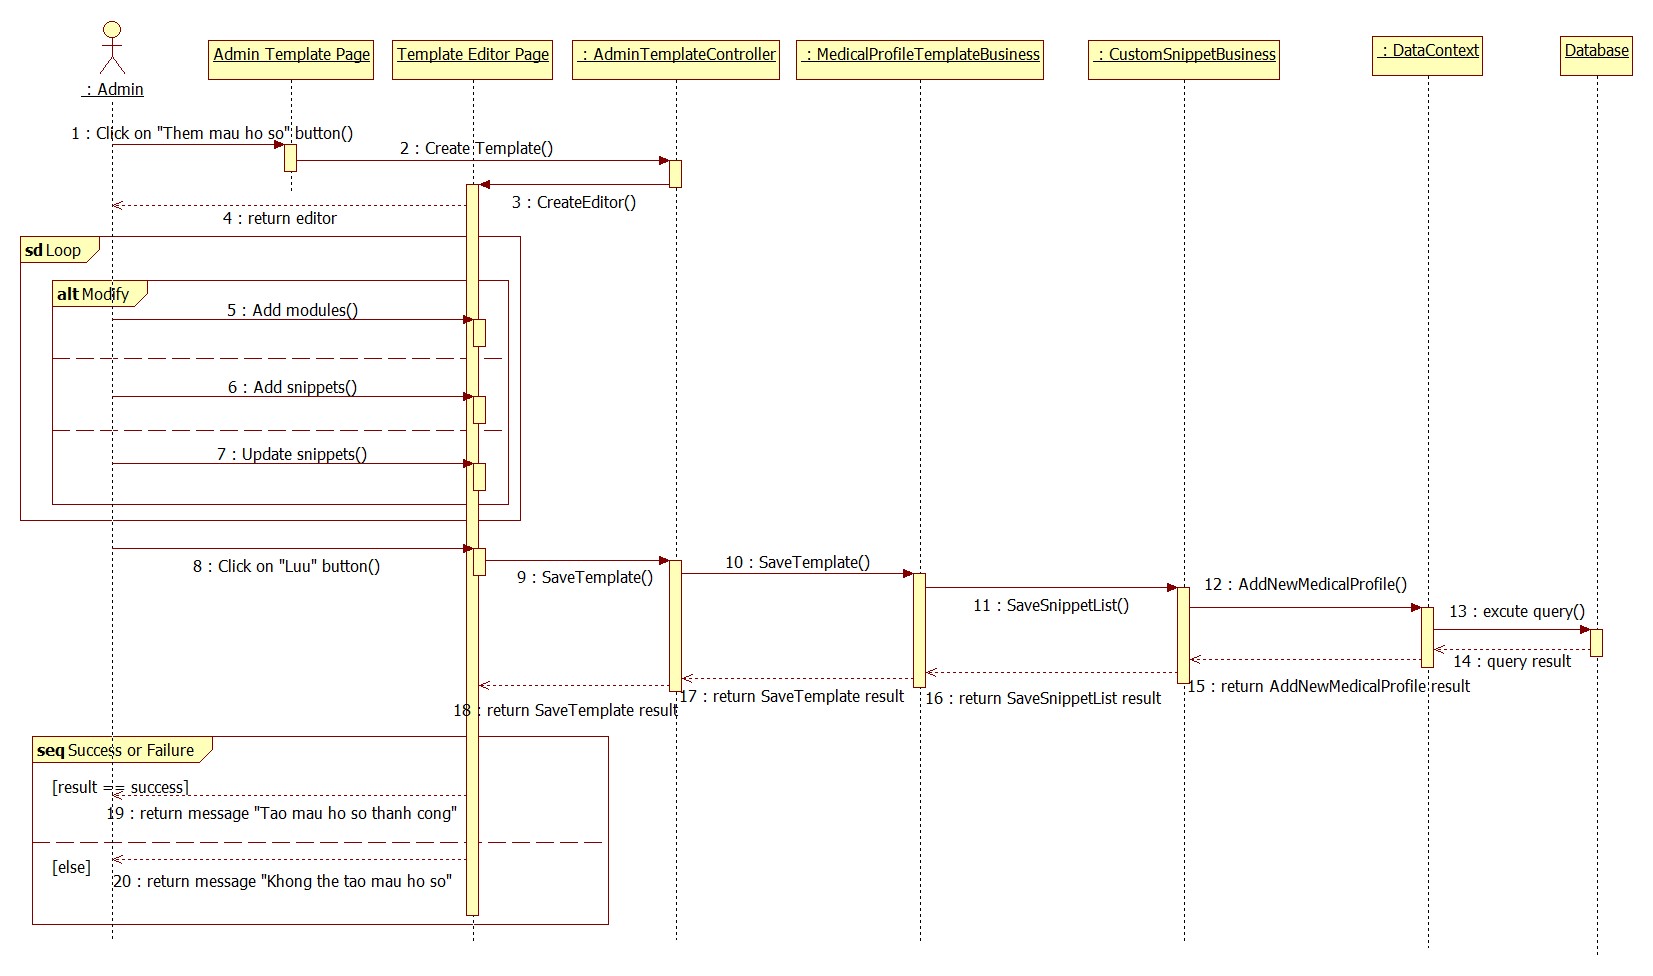 Admin Template Page
Template Editor Page
: AdminTemplateController
: MedicalProfileTemplateBusiness
: CustomSnippetBusiness
: DataContext
Database
: Admin
1 : Click on "Them mau ho so" button()
2 : Create Template()
3 : CreateEditor()
4 : return editor
sd Loop
alt Modify
5 : Add modules()
6 : Add snippets()
7 : Update snippets()
8 : Click on "Luu" button()
9 : SaveTemplate()
10 : SaveTemplate()
11 : SaveSnippetList()
12 : AddNewMedicalProfile()
13 : excute query()
14 : query result
15 : return AddNewMedicalProfile result
16 : return SaveSnippetList result
17 : return SaveTemplate result
18 : return SaveTemplate result
seq Success or Failure
[result == success]
19 : return message "Tao mau ho so thanh cong"
[else]
20 : return message "Khong the tao mau ho so"